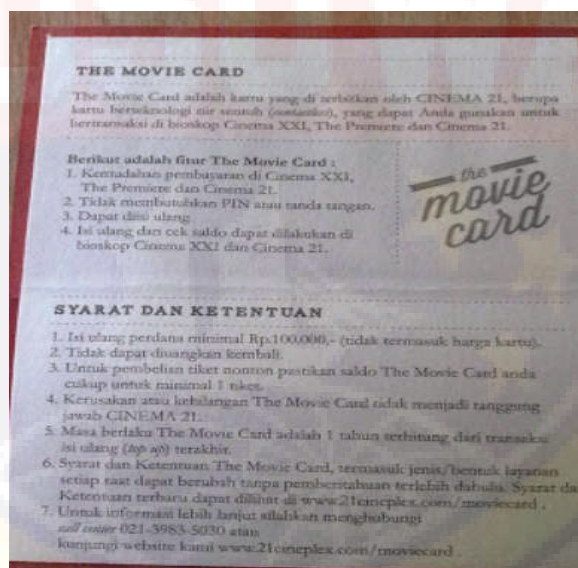 THE MOVIE CARD
The Movie Card adalah kartu yang di terbitkan oleh CINEMA 21, berupa
kartu berteknologi nir sentuh (contactless), yang dapat Anda gunakan untuk
bertransaksi di bioskop Cinema XXI, The Premiere dan Cinema 21.
Berikut adalah fitur The Movie Card :
1. Kemudahan pembayaran di Cinema XXI,
The Premiere dan Cinema 21.
2. Tidak membutuhkan PIN atau tanda tangan.
3. Dapat diisi ulang
4. Isi ulang dan cek saldo dapat dilakukan di
bioskop Cinema XXI dan Cinema 21.
the
movie
card
SYARAT DAN KETENTUAN
1. Isi ulang perdana minimal Rp.100.000,- (tidak termasuk harga kartu).
2. Tidak dapat diuangkan kembali.
3. Untuk pembelian tiket nonton pastikan saldo The Movie Card anda
cukup untuk minimal 1 tiket.
4. Kerusakan atau kehilangan The Movie Card tidak menjadi tanggung
jawab CINEMA 21.
5. Masa berlaku The Movie Card adalah 1 tahun terhitung dari transaksi
isi ulang (top up) terakhir.
6. Syarat dan Ketentuan The Movie Card, termasuk jenis/bentuk layanan
setiap saat dapat berubah tanpa pemberitahuan terlebih dahulu. Syarat da
Ketentuan terbaru dapat dilihat di www.21cineplex.com/moviecard .
7. Untuk informasi lebih lanjut silahkan menghubungi
call center 021-3983-5030 atau
kunjungi website kami www.21cineplex.com/moviecard .